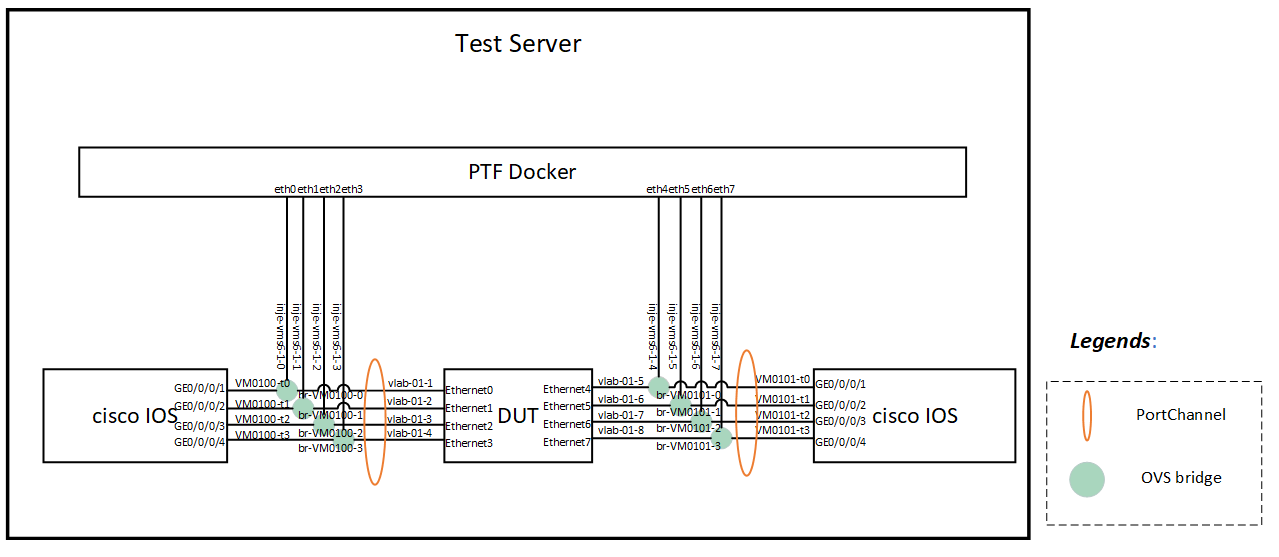 Test Server
PTF Docker
eth0 eth1 eth2 eth3
eth4 eth5 eth6 eth7
inje-vms6-1-0
inje-vms6-1-1
inje-vms6-1-2
inje-vms6-1-3
inje-vms6-1-4
inje-vms6-1-5
inje-vms6-1-6
inje-vms6-1-7
cisco IOS
GE0/0/0/1
GE0/0/0/2
GE0/0/0/3
GE0/0/0/4
VM0100-t0
VM0100-t1
VM0100-t2
VM0100-t3
br-VM0100-0
br-VM0100-1
br-VM0100-2
br-VM0100-3
vlab-01-1
vlab-01-2
vlab-01-3
vlab-01-4
Ethernet0
Ethernet1
Ethernet2
Ethernet3
DUT
Ethernet4
Ethernet5
Ethernet6
Ethernet7
vlab-01-5
vlab-01-6
vlab-01-7
vlab-01-8
br-VM0101-0
br-VM0101-1
br-VM0101-2
br-VM0101-3
VM0101-t0
VM0101-t1
VM0101-t2
VM0101-t3
GE0/0/0/1
GE0/0/0/2
GE0/0/0/3
GE0/0/0/4
cisco IOS
Legends:
PortChannel
OVS bridge